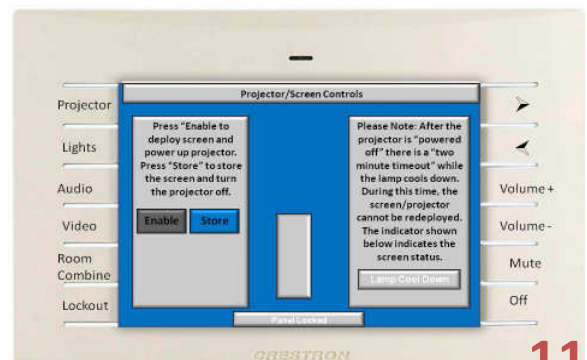 Projector/Screen Controls
Projector
Lights
Audio
Video
Room
Combine
Lockout
Press "Enable to
deploy screen and
power up projector.
Press "Store" to store
the screen and turn
the projector off.
Enable
Store
Please Note: After the
projector is "powered
off" there is a "two
minute timeout" while
the lamp cools down.
During this time, the
screen/projector
cannot be redeployed.
The indicator shown
below indicates the
screen status.
Lamp Cool Down
Panel Locked
Volume +
Volume -
Mute
Off
CRESTRON
11